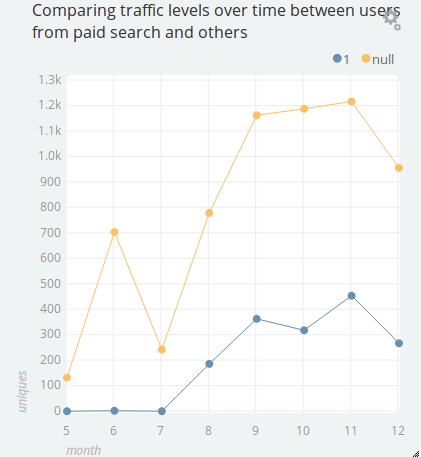 Comparing traffic levels over time between users
from paid search and others
1 null
1.3k
1.2k
1.1k
1.0k
900
800
700
600
500
400
300
200
100
0
uniques
5 6 7 8 9 10 11 12
month